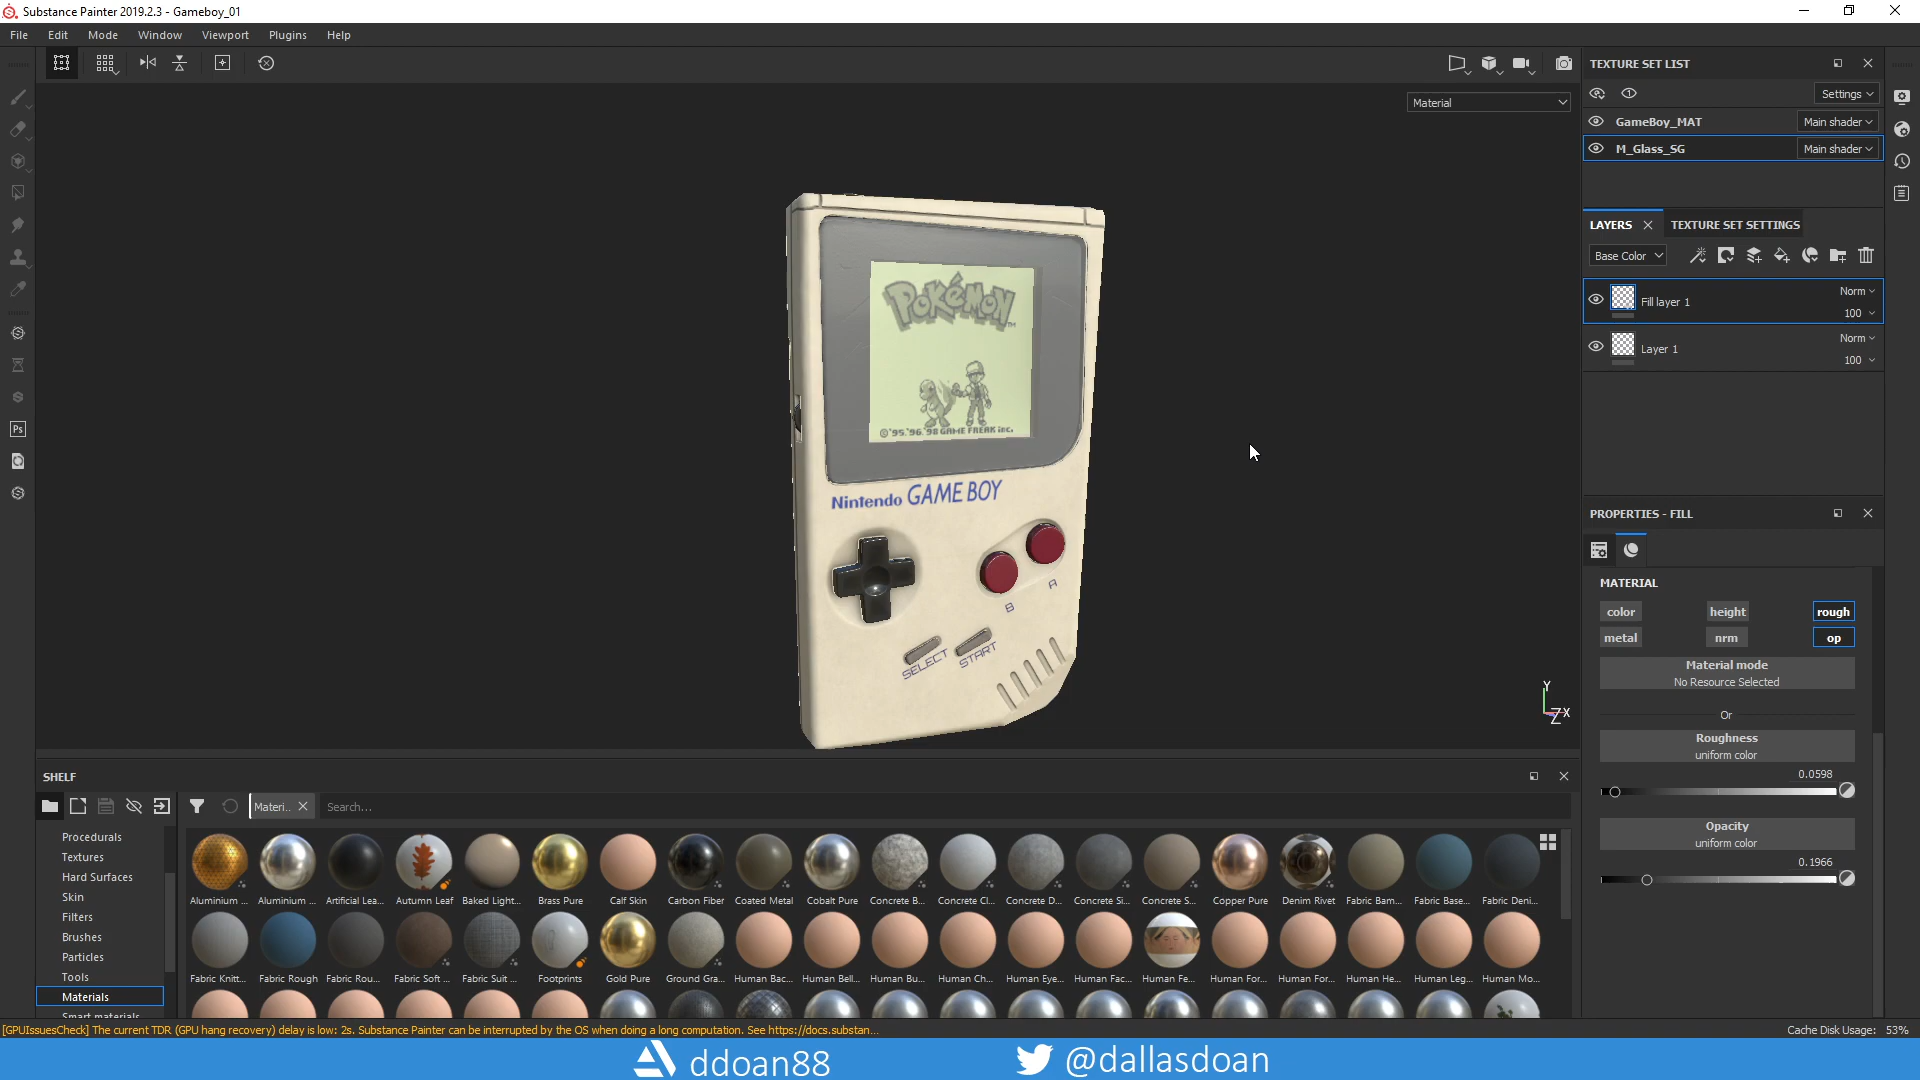 Substance Painter 2019.2.3 - Gameboy_01
File Edit Mode Window Viewport Plugins Help
Material
TEXTURE SET LIST
Settings
GameBoy_MAT Main shader
M_Glass_SG Main shader
LAYERS TEXTURE SET SETTINGS
Base Color
Fill layer 1 Norm
100
Layer 1 Norm
100
PROPERTIES - FILL
MATERIAL
color height rough
metal nrm op
Material mode
No Resource Selected
Or
Roughness
uniform color
0.0598
Opacity
uniform color
0.1966
POKéMON
TM
©'95.'96.'98 GAME FREAK inc.
Nintendo GAME BOY
B A
SELECT START
Y
Z X
Ps
SHELF
Materi.. Search...
Procedurals
Textures
Hard Surfaces
Skin
Filters
Brushes
Particles
Tools
Materials
Smart materials
Aluminium ... Aluminium ... Artificial Lea... Autumn Leaf Baked Light... Brass Pure Calf Skin Carbon Fiber Coated Metal Cobalt Pure Concrete B... Concrete Cl... Concrete D... Concrete Si... Concrete S... Copper Pure Denim Rivet Fabric Bam... Fabric Base... Fabric Deni...
Fabric Knitt... Fabric Rough Fabric Rou... Fabric Soft ... Fabric Suit ... Footprints Gold Pure Ground Gra... Human Bac... Human Bell... Human Bu... Human Ch... Human Eye... Human Fac... Human Fe... Human For... Human For... Human He... Human Leg... Human Mo...
[GPUIssuesCheck] The current TDR (GPU hang recovery) delay is low: 2s. Substance Painter can be interrupted by the OS when doing a long computation. See https://docs.substan...
Cache Disk Usage: 53%
ddoan88 @dallasdoan